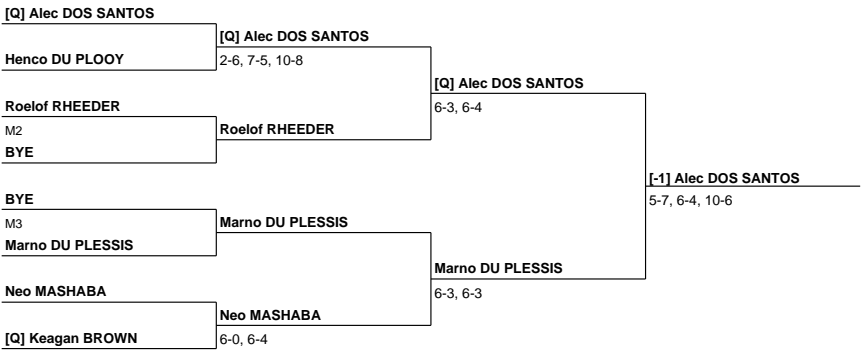 [Q] Alec DOS SANTOS
Henco DU PLOOY
Roelof RHEEDER
M2
BYE
BYE
M3
Marno DU PLESSIS
Neo MASHABA
[Q] Keagan BROWN
[Q] Alec DOS SANTOS
2-6, 7-5, 10-8
Roelof RHEEDER
Marno DU PLESSIS
Neo MASHABA
6-0, 6-4
[Q] Alec DOS SANTOS
6-3, 6-4
Marno DU PLESSIS
6-3, 6-3
[-1] Alec DOS SANTOS
5-7, 6-4, 10-6